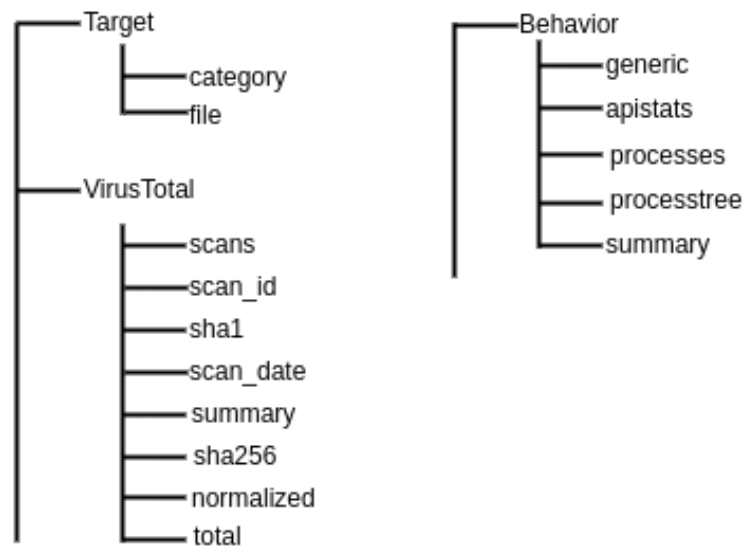 Target
category
file
VirusTotal
scans
scan_id
sha1
scan_date
summary
sha256
normalized
total
Behavior
generic
apistats
processes
processtree
summary